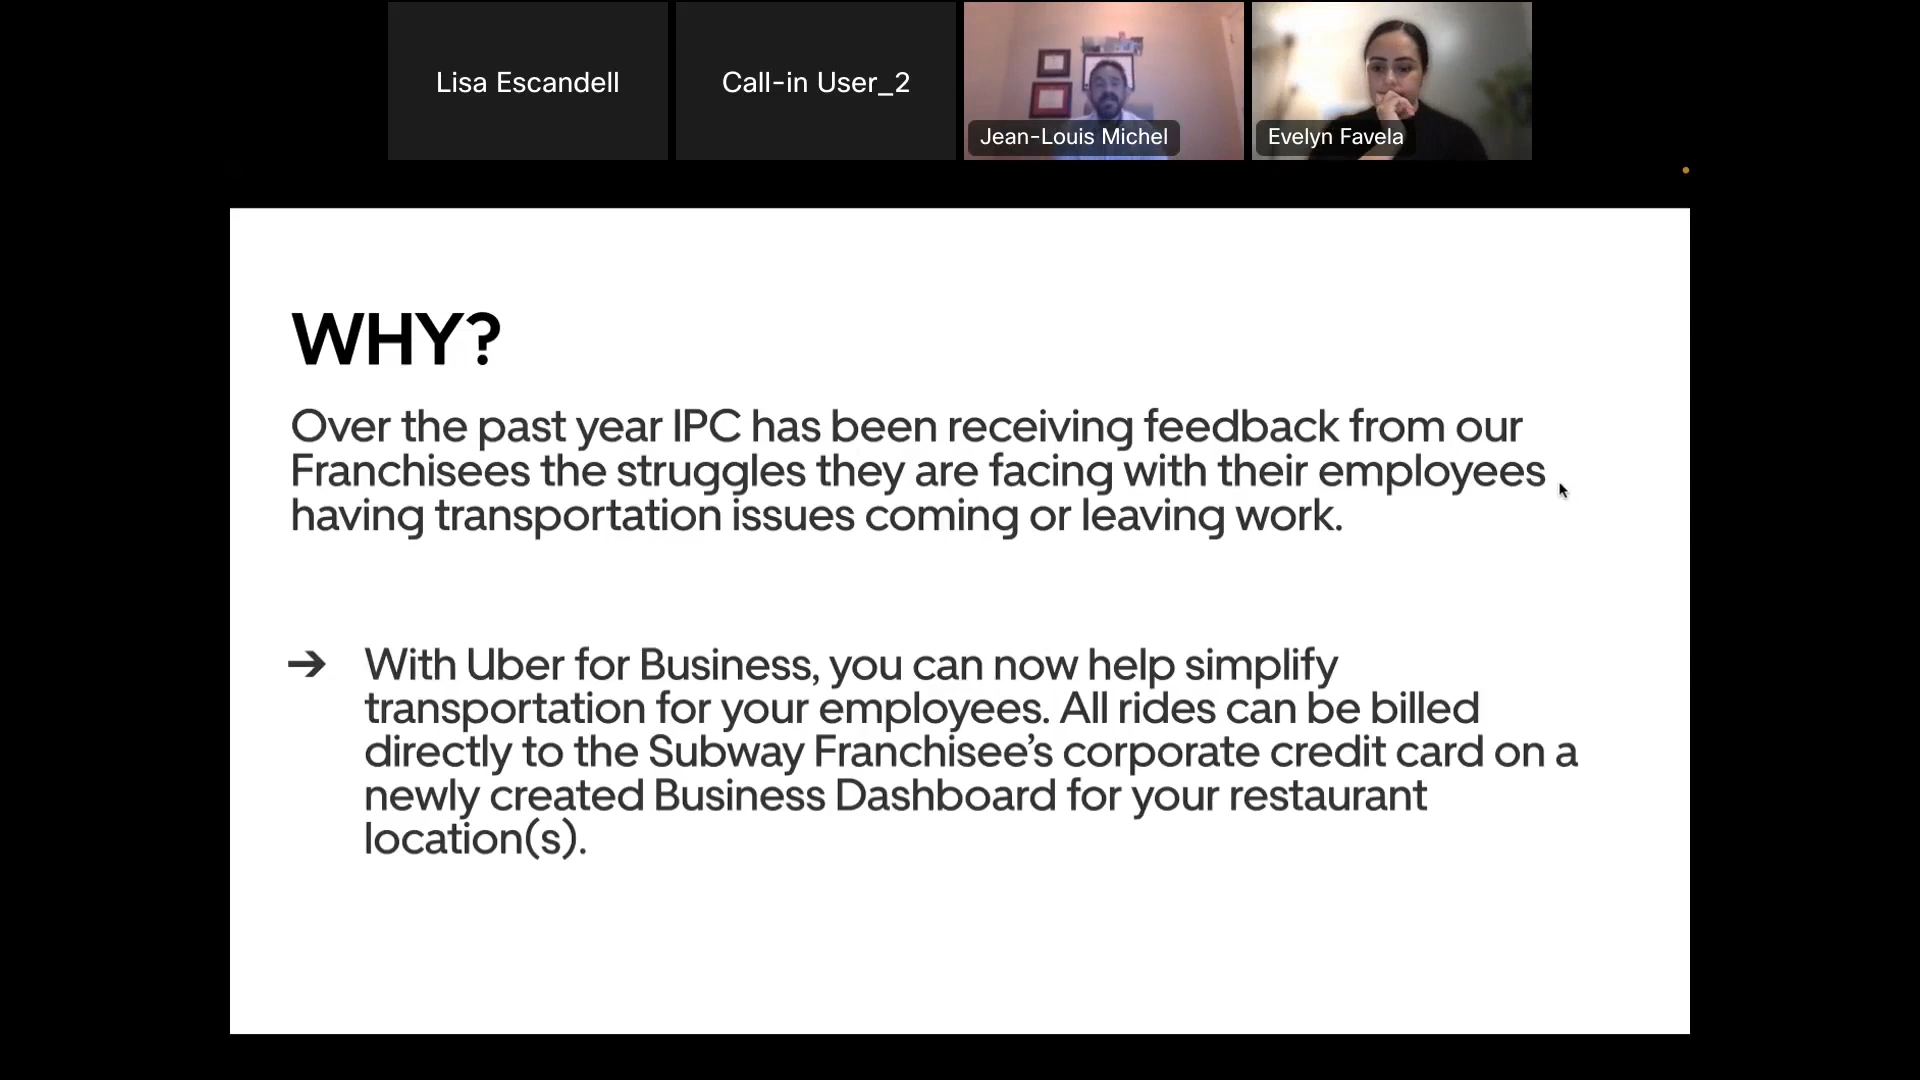 Lisa Escandell
Call-in User_2
Jean-Louis Michel
Evelyn Favela
WHY?
Over the past year IPC has been receiving feedback from our
Franchisees the struggles they are facing with their employees
having transportation issues coming or leaving work.
➔ With Uber for Business, you can now help simplify
transportation for your employees. All rides can be billed
directly to the Subway Franchisee’s corporate credit card on a
newly created Business Dashboard for your restaurant
location(s).